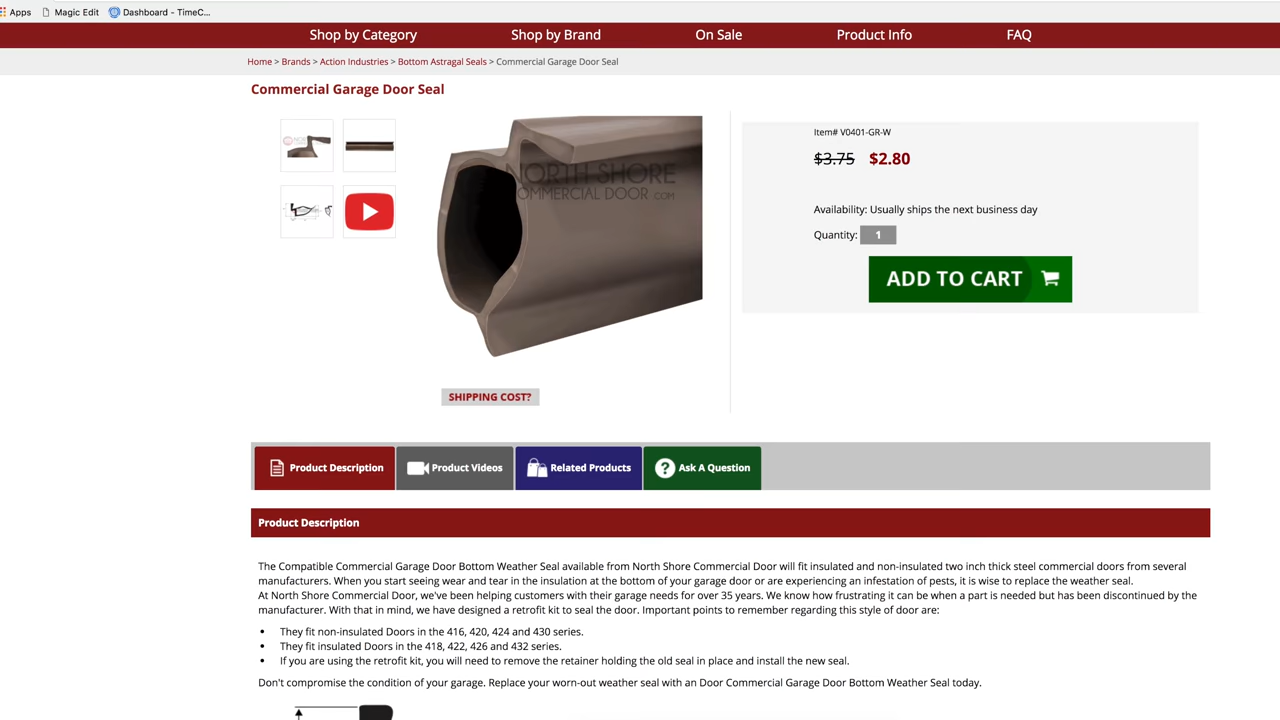 Apps Magic Edit Dashboard - TimeC...
Shop by Category Shop by Brand On Sale Product Info FAQ
Home > Brands > Action Industries > Bottom Astragal Seals > Commercial Garage Door Seal
Commercial Garage Door Seal
NORTH SHORE
COMMERCIAL DOOR.COM
Item# V0401-GR-W
$3.75 $2.80
Availability: Usually ships the next business day
Quantity: 1
ADD TO CART
SHIPPING COST?
Product Description Product Videos Related Products ? Ask A Question
Product Description
The Compatible Commercial Garage Door Bottom Weather Seal available from North Shore Commercial Door will fit insulated and non-insulated two inch thick steel commercial doors from several
manufacturers. When you start seeing wear and tear in the insulation at the bottom of your garage door or are experiencing an infestation of pests, it is wise to replace the weather seal.
At North Shore Commercial Door, we've been helping customers with their garage needs for over 35 years. We know how frustrating it can be when a part is needed but has been discontinued by the
manufacturer. With that in mind, we have designed a retrofit kit to seal the door. Important points to remember regarding this style of door are:
• They fit non-insulated Doors in the 416, 420, 424 and 430 series.
• They fit insulated Doors in the 418, 422, 426 and 432 series.
• If you are using the retrofit kit, you will need to remove the retainer holding the old seal in place and install the new seal.
Don't compromise the condition of your garage. Replace your worn-out weather seal with an Door Commercial Garage Door Bottom Weather Seal today.